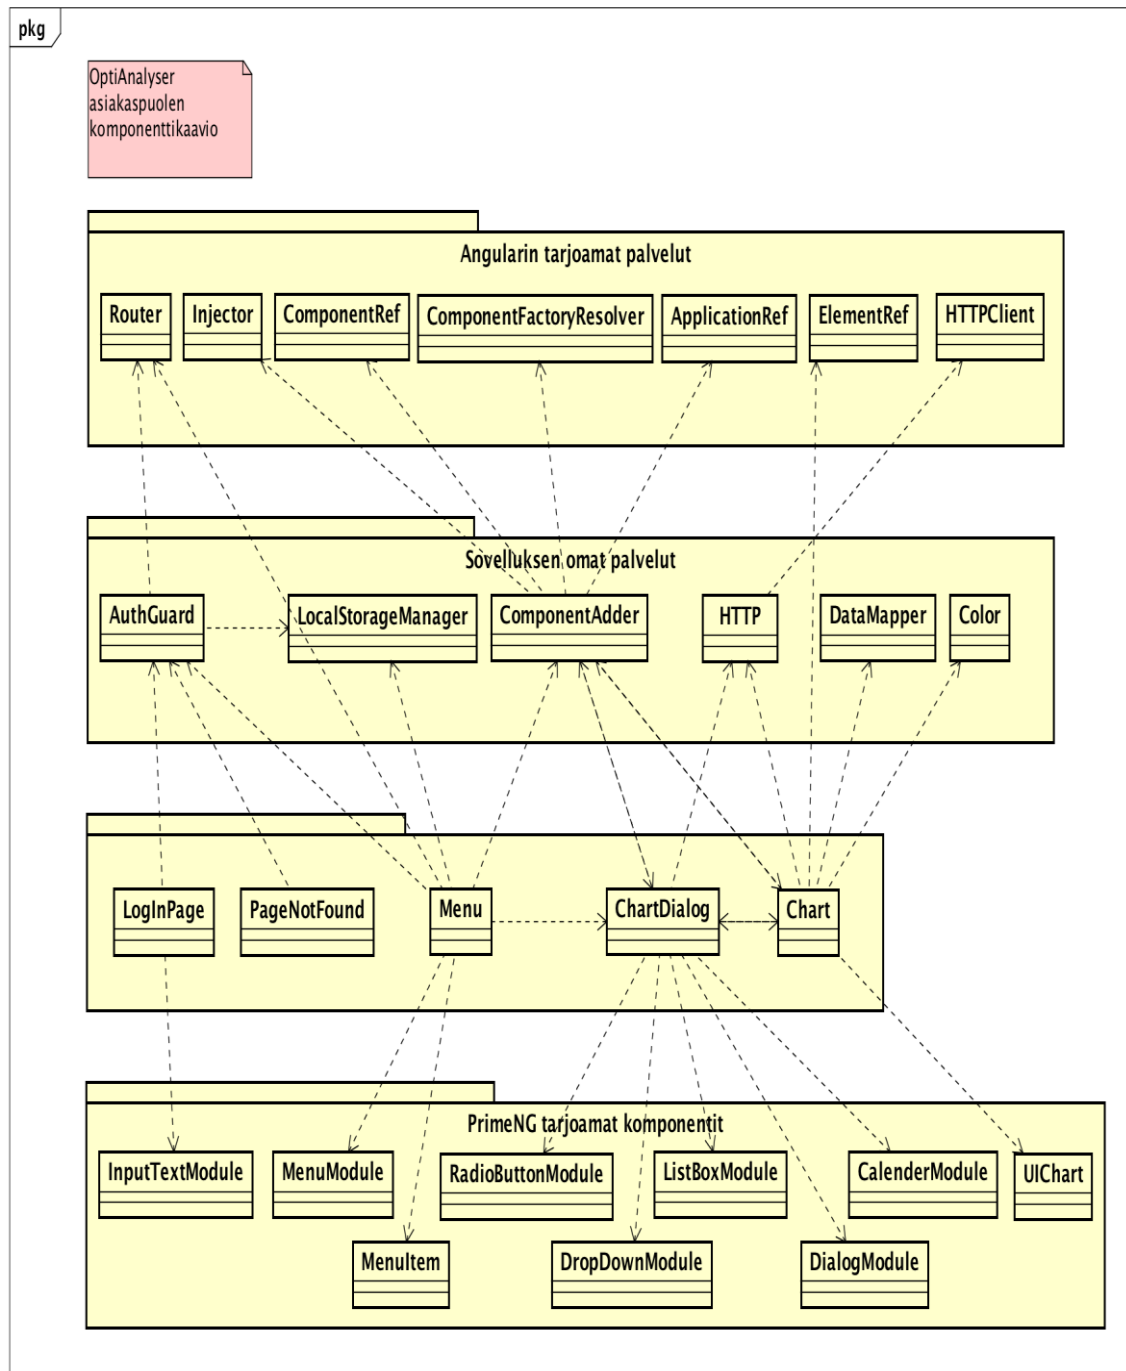 pkg
OptiAnalyser
asiakaspuolen
komponenttikaavio
Angularin tarjoamat palvelut
Router
Injector
ComponentRef
ComponentFactoryResolver
ApplicationRef
ElementRef
HTTPClient
Sovelluksen omat palvelut
AuthGuard
LocalStorageManager
ComponentAdder
HTTP
DataMapper
Color
LogInPage
PageNotFound
Menu
ChartDialog
Chart
PrimeNG tarjoamat komponentit
InputTextModule
MenuModule
RadioButtonModule
ListBoxModule
CalenderModule
UIChart
MenuItem
DropDownModule
DialogModule